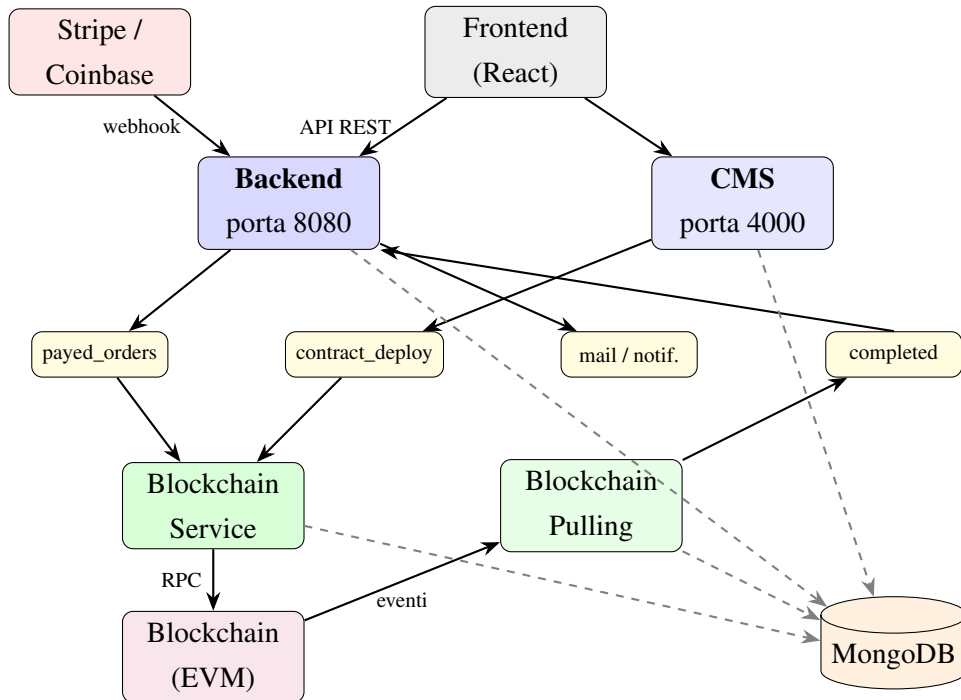 Stripe /
Coinbase
Frontend
(React)
webhook
API REST
Backend
porta 8080
CMS
porta 4000
payed_orders
contract_deploy
mail / notif.
completed
Blockchain
Service
Blockchain
Pulling
RPC
eventi
Blockchain
(EVM)
MongoDB